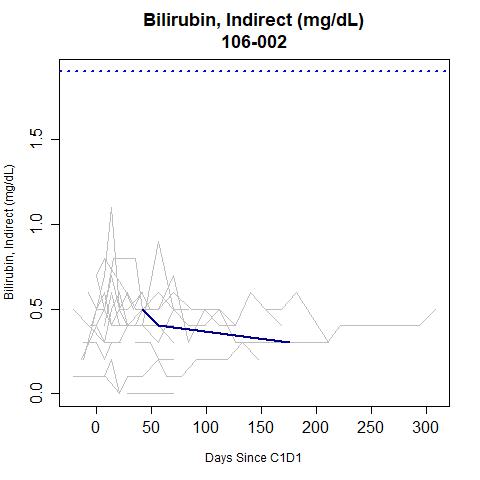 Bilirubin, Indirect (mg/dL)
106-002
Bilirubin, Indirect (mg/dL)
1.5
1.0
0.5
0.0
0 50 100 150 200 250 300
Days Since C1D1